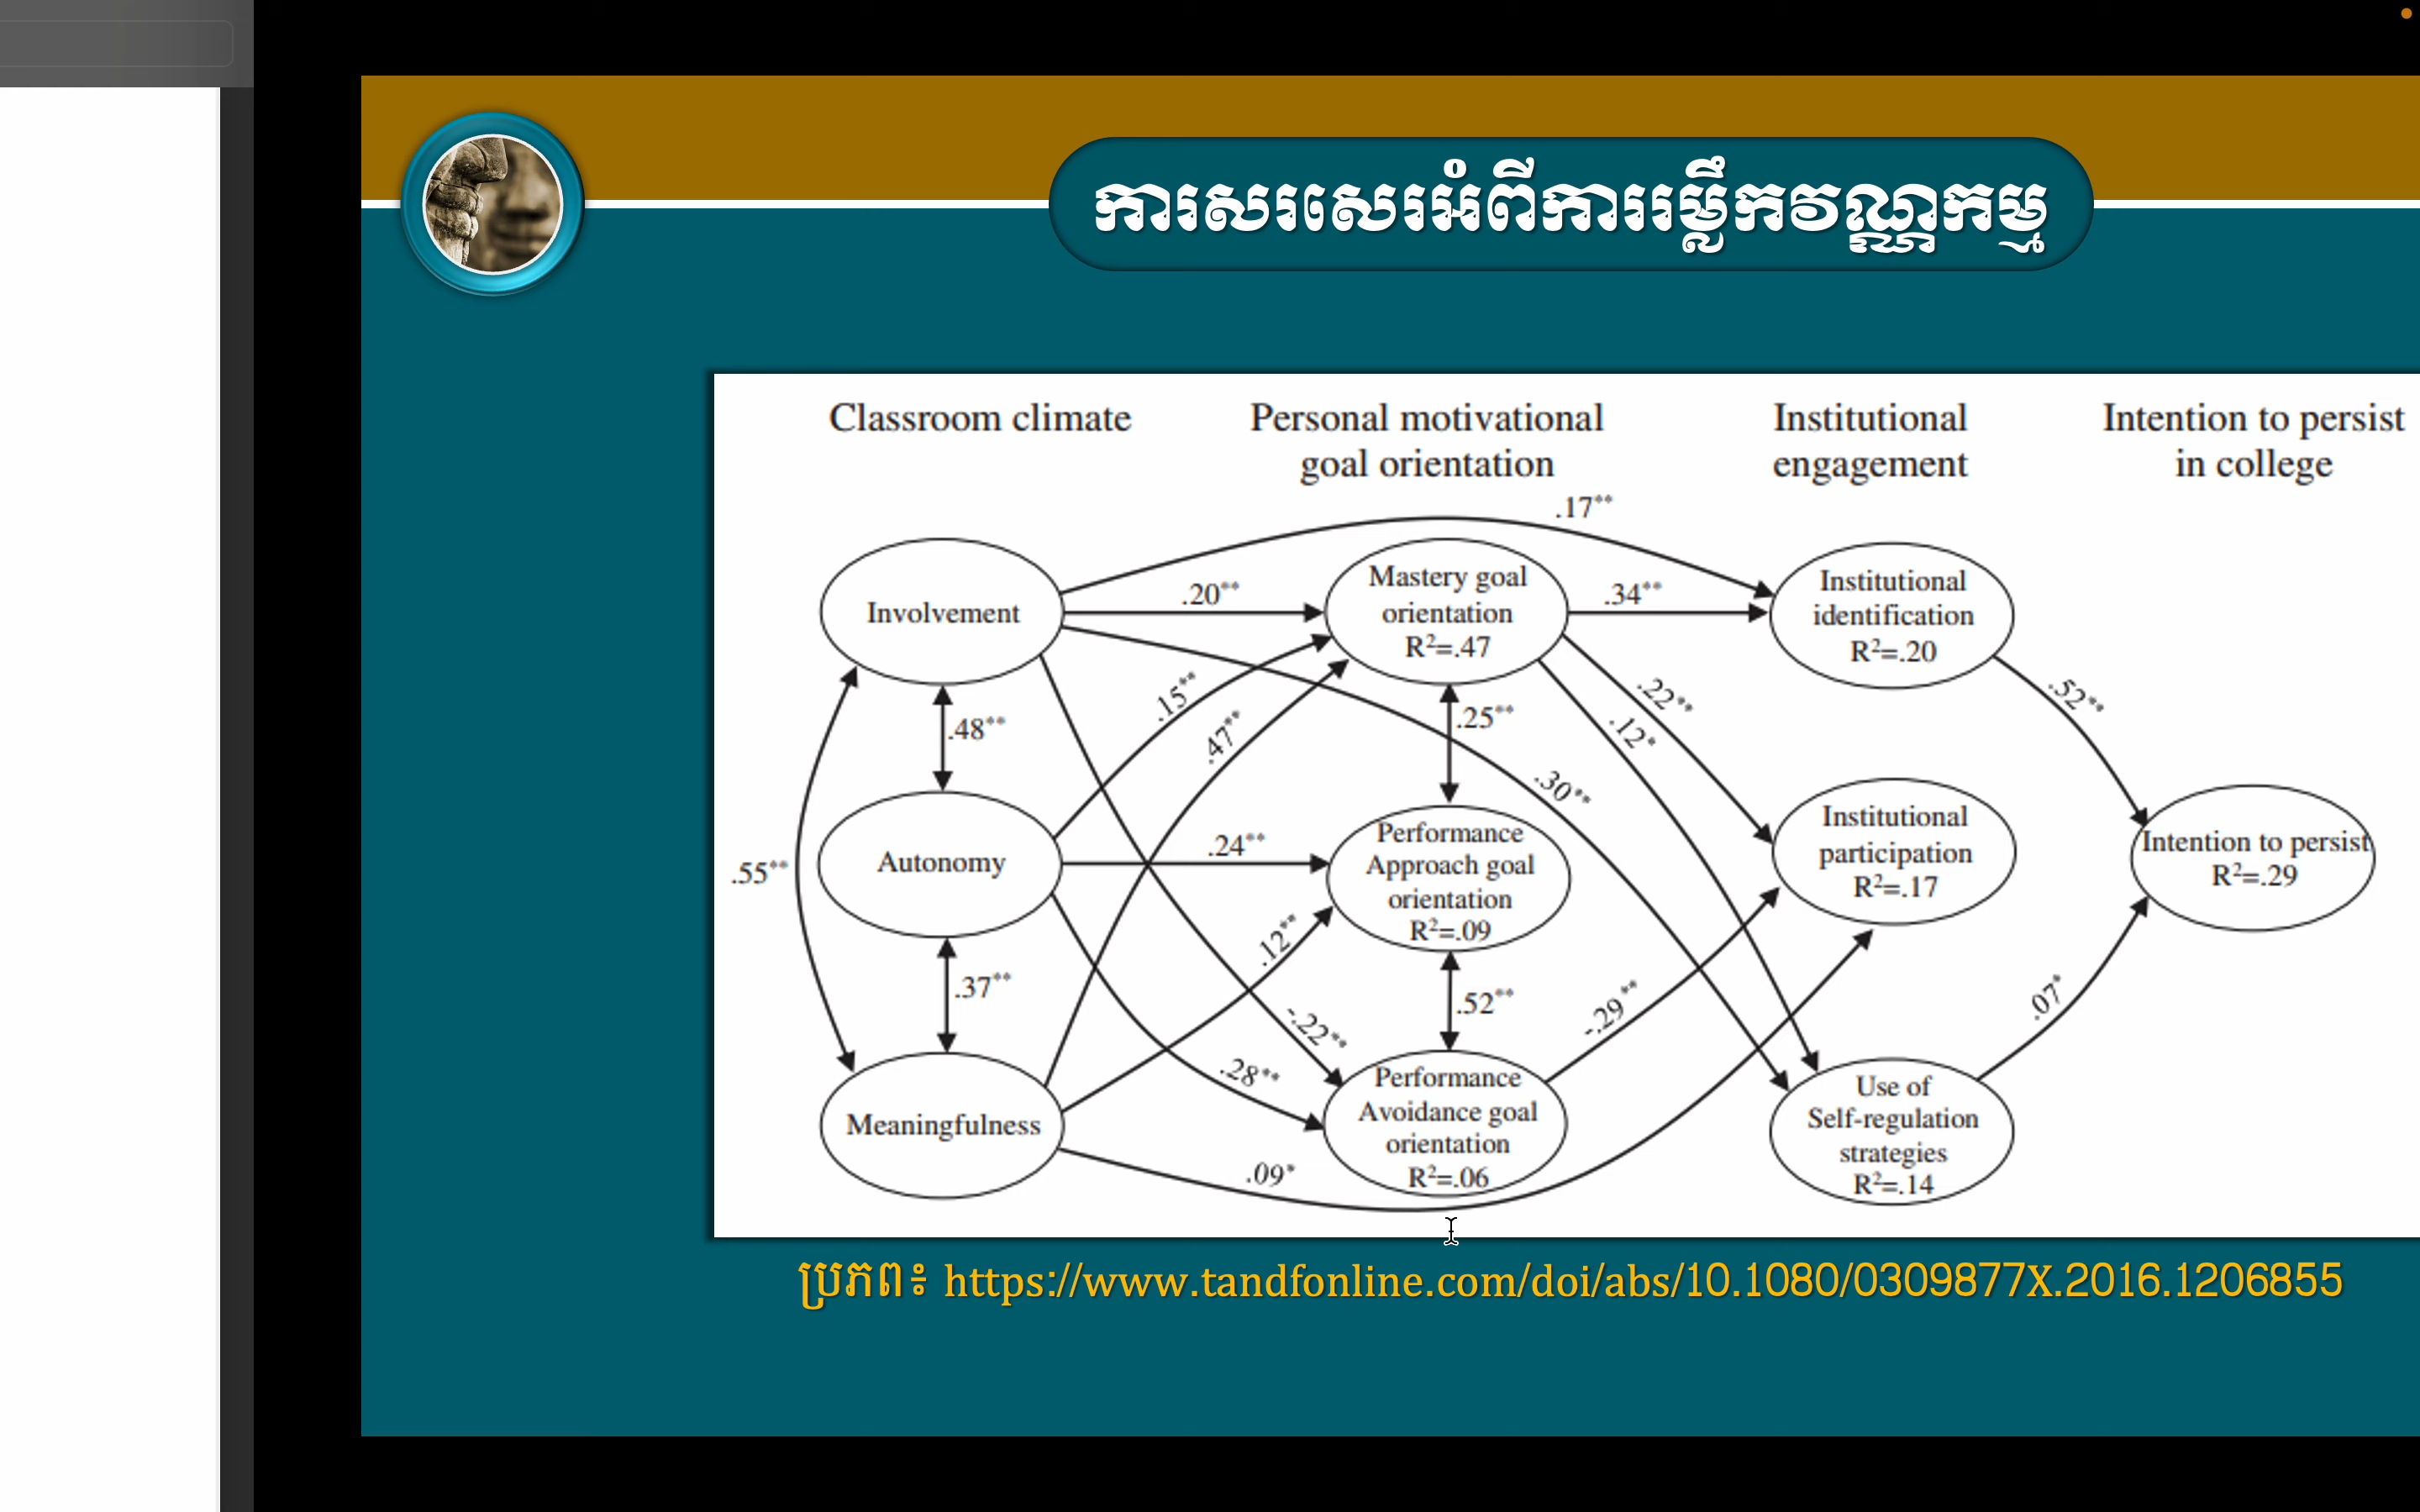 ការសរសេរអំពីការរម្លឹកវណ្ណកម្ម
Classroom climate
Personal motivational
goal orientation
Institutional
engagement
Intention to persist
in college
.17**
Involvement
.20**
Mastery goal
orientation
R²=.47
.34**
Institutional
identification
R²=.20
.48**
.15**
.47**
.25**
.22**
.12*
.30**
.52**
.55**
Autonomy
.24**
Performance
Approach goal
orientation
R²=.09
Institutional
participation
R²=.17
Intention to persist
R²=.29
.37**
.12**
-.22**
.28**
.52**
-.29**
.07*
Meaningfulness
.09*
Performance
Avoidance goal
orientation
R²=.06
Use of
Self-regulation
strategies
R²=.14
ប្រភព៖ https://www.tandfonline.com/doi/abs/10.1080/0309877X.2016.1206855